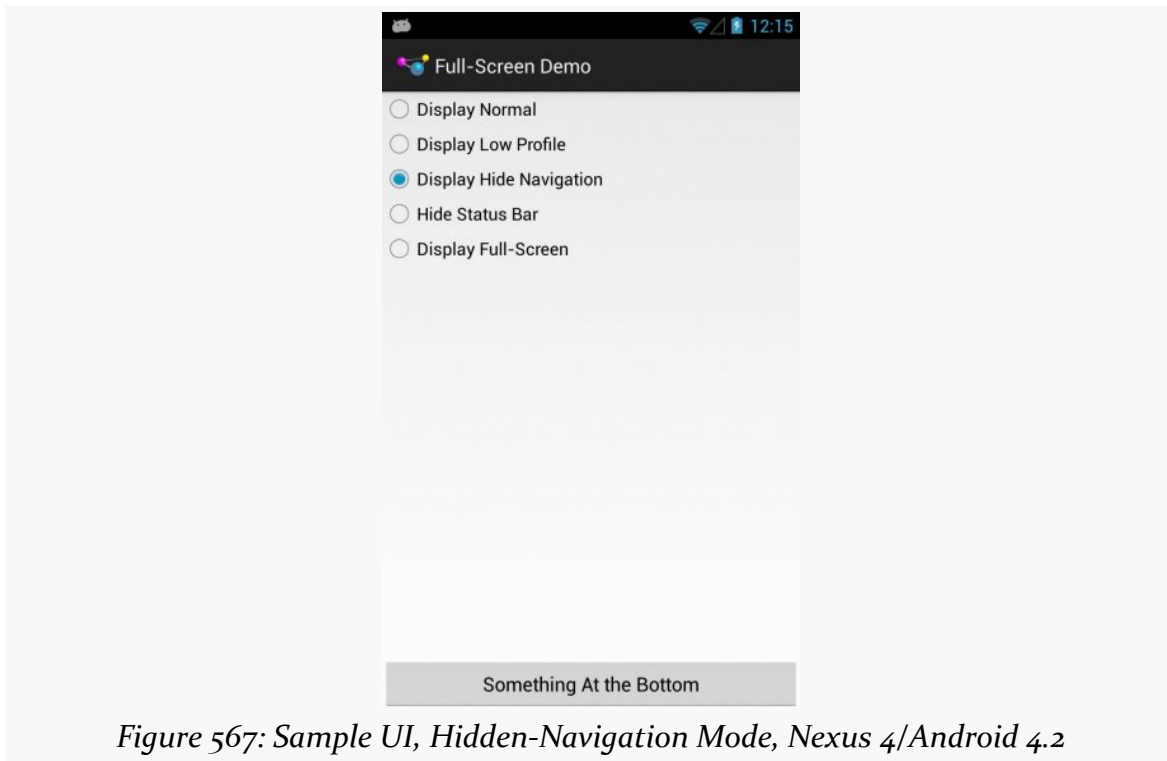 12:15
Full-Screen Demo
Display Normal
Display Low Profile
Display Hide Navigation
Hide Status Bar
Display Full-Screen
Something At the Bottom
Figure 567: Sample UI, Hidden-Navigation Mode, Nexus 4/Android 4.2